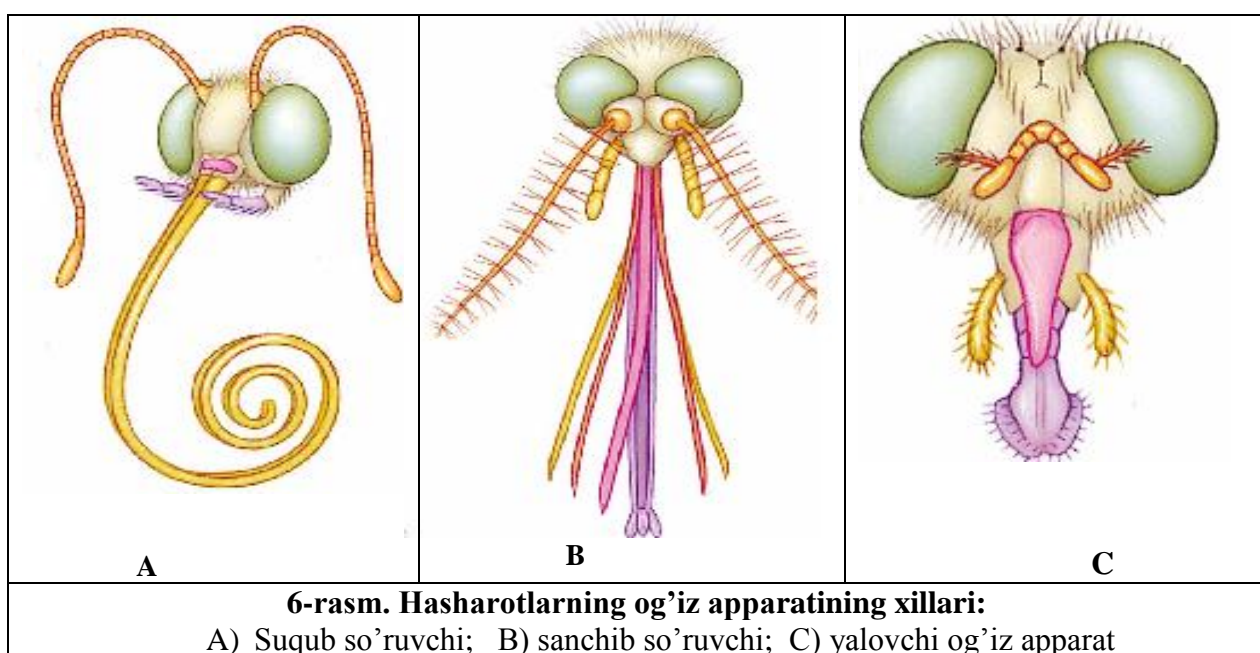 A
B
C
6-rasm. Hasharotlarning og’iz apparatining xillari:
A) Suqub so’ruvchi; B) sanchib so’ruvchi; C) yalovchi og’iz apparat